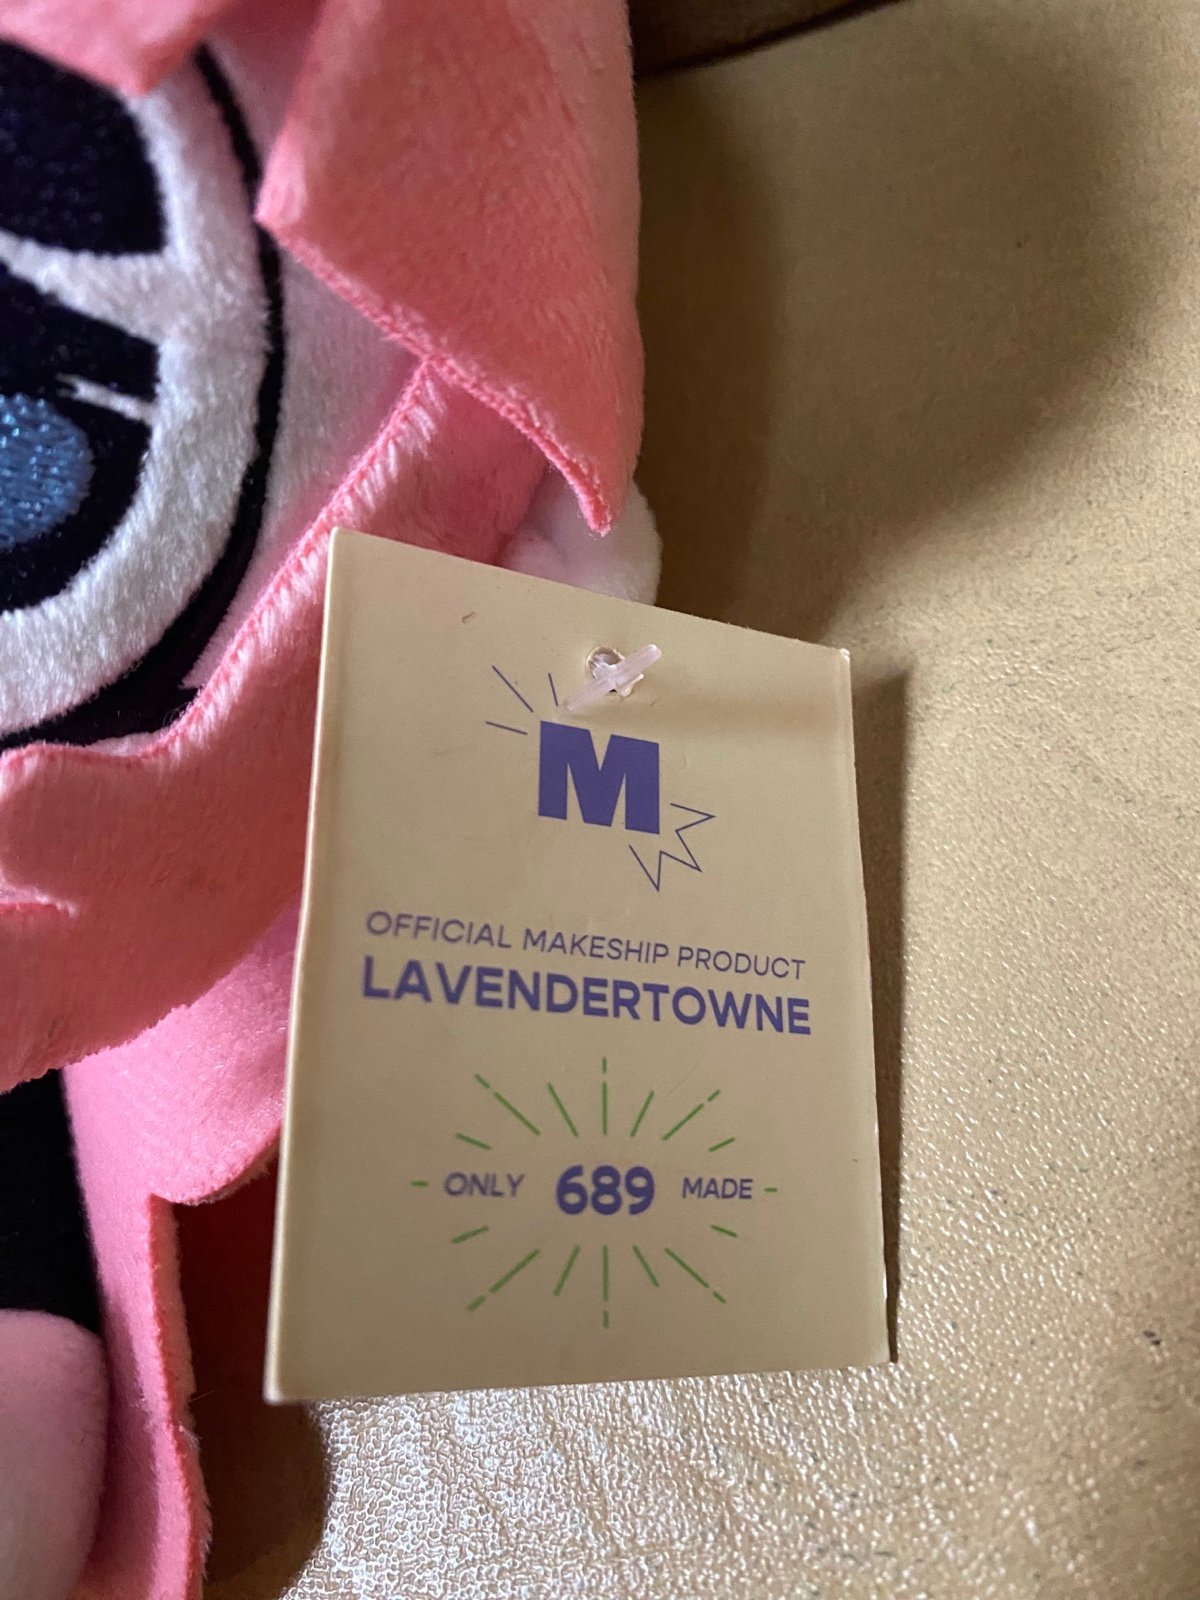 M
OFFICIAL MAKESHIP PRODUCT
LAVENDERTOWNE
ONLY 689 MADE